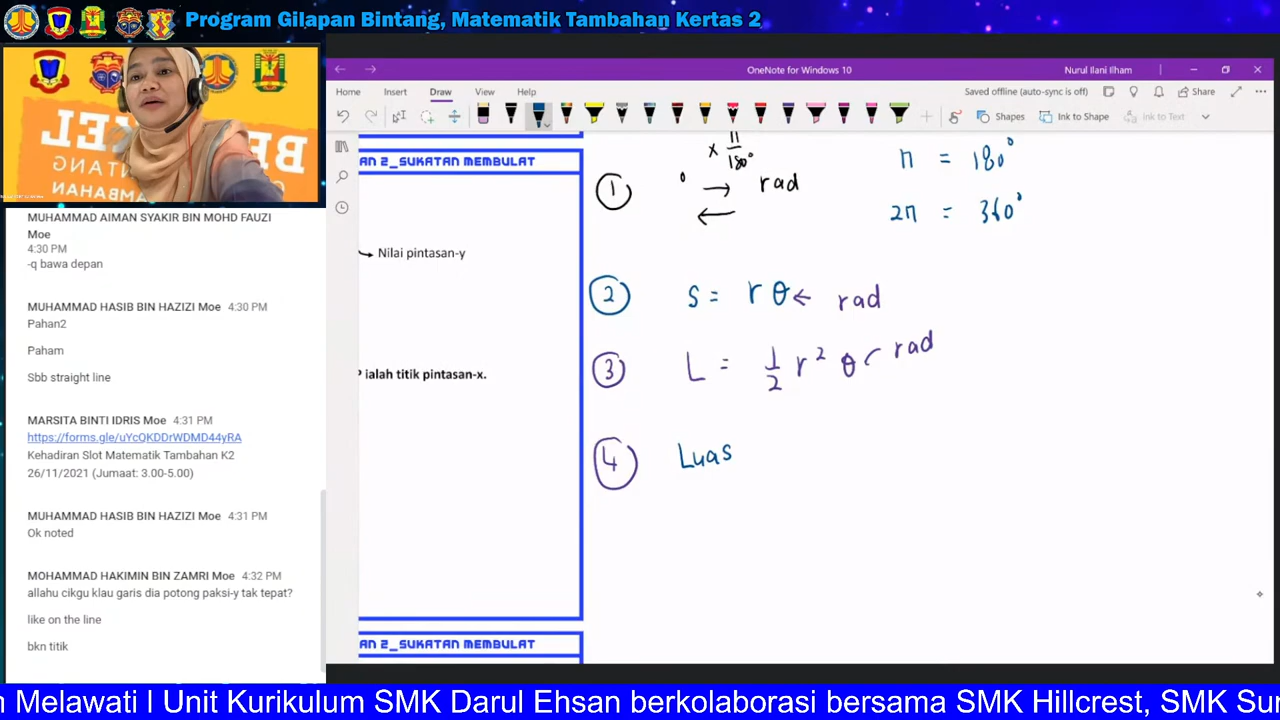 Program Gilapan Bintang, Matematik Tambahan Kertas 2
OneNote for Windows 10
Nurul Ilani Ilham
Home Insert Draw View Help
Saved offline (auto-sync is off)
Share
Shapes
Ink to Shape
Ink to Text
MUHAMMAD AIMAN SYAKIR BIN MOHD FAUZI
Moe
4:30 PM
-q bawa depan
MUHAMMAD HASIB BIN HAZIZI Moe 4:30 PM
Pahan2
Paham
Sbb straight line
MARSITA BINTI IDRIS Moe 4:31 PM
https://forms.gle/uYcQKDDrWDMD44yRA
Kehadiran Slot Matematik Tambahan K2
26/11/2021 (Jumaat: 3.00-5.00)
MUHAMMAD HASIB BIN HAZIZI Moe 4:31 PM
Ok noted
MOHAMMAD HAKIMIN BIN ZAMRI Moe 4:32 PM
allahu cikgu klau garis dia potong paksi-y tak tepat?
like on the line
bkn titik
AN 2_SUKATAN MEMBULAT
Nilai pintasan-y
ialah titik pintasan-x.
AN 2_SUKATAN MEMBULAT
x π/180°
1 ° → rad
←
π = 180°
2π = 360°
2 s = rθ ← rad
3 L = 1/2 r² θ rad
4 Luas
n Melawati l Unit Kurikulum SMK Darul Ehsan berkolaborasi bersama SMK Hillcrest, SMK Su